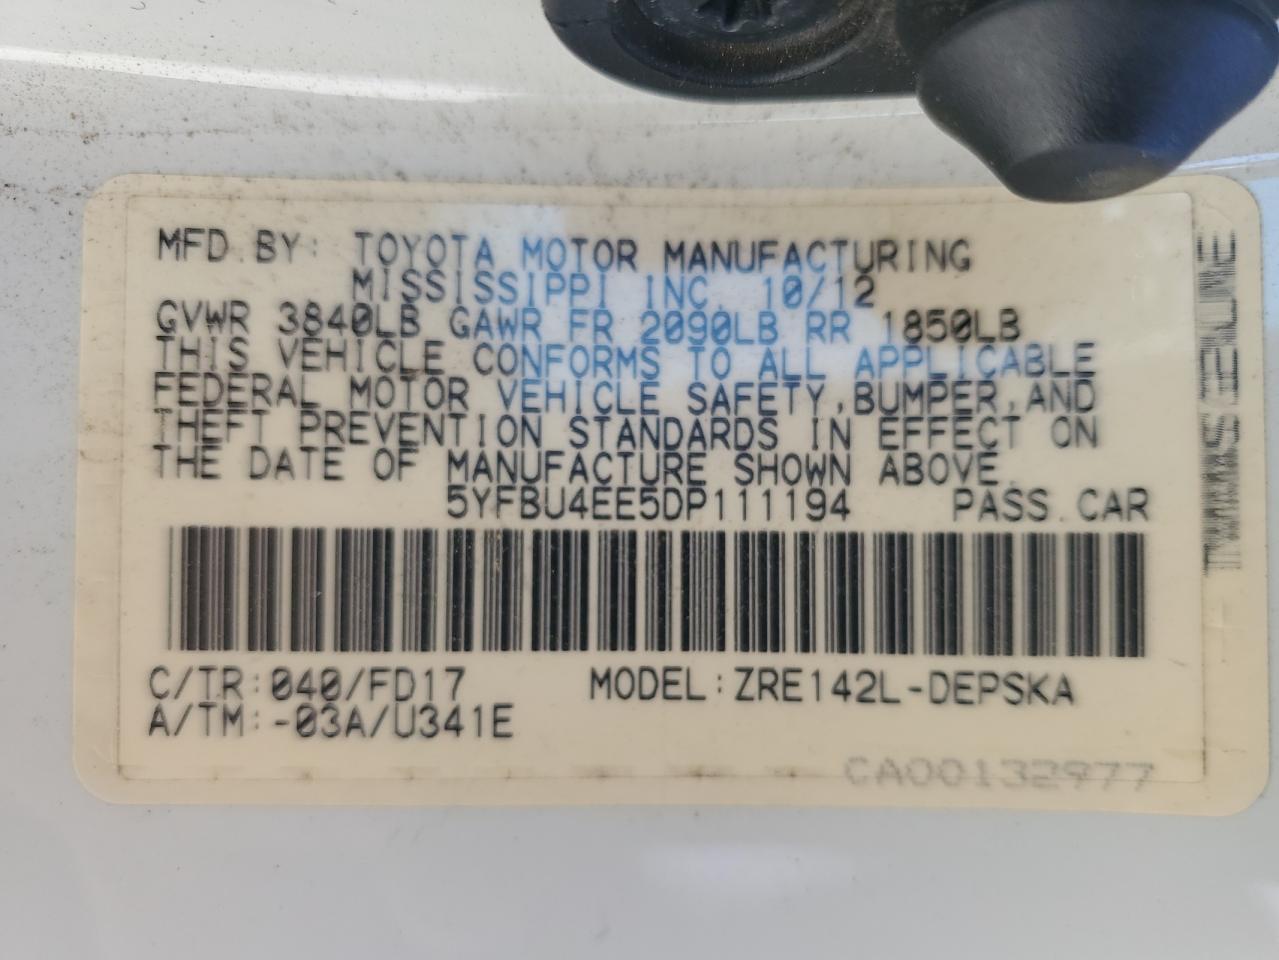 MFD.BY: TOYOTA MOTOR MANUFACTURING
MISSISSIPPI INC. 10/12
GVWR 3840LB GAWR FR 2090LB RR 1850LB
THIS VEHICLE CONFORMS TO ALL APPLICABLE
FEDERAL MOTOR VEHICLE SAFETY,BUMPER,AND
THEFT PREVENTION STANDARDS IN EFFECT ON
THE DATE OF MANUFACTURE SHOWN ABOVE.
5YFBU4EE5DP111194 PASS.CAR
C/TR:040/FD17 MODEL:ZRE142L-DEPSKA
A/TM:-03A/U341E
CA00132977